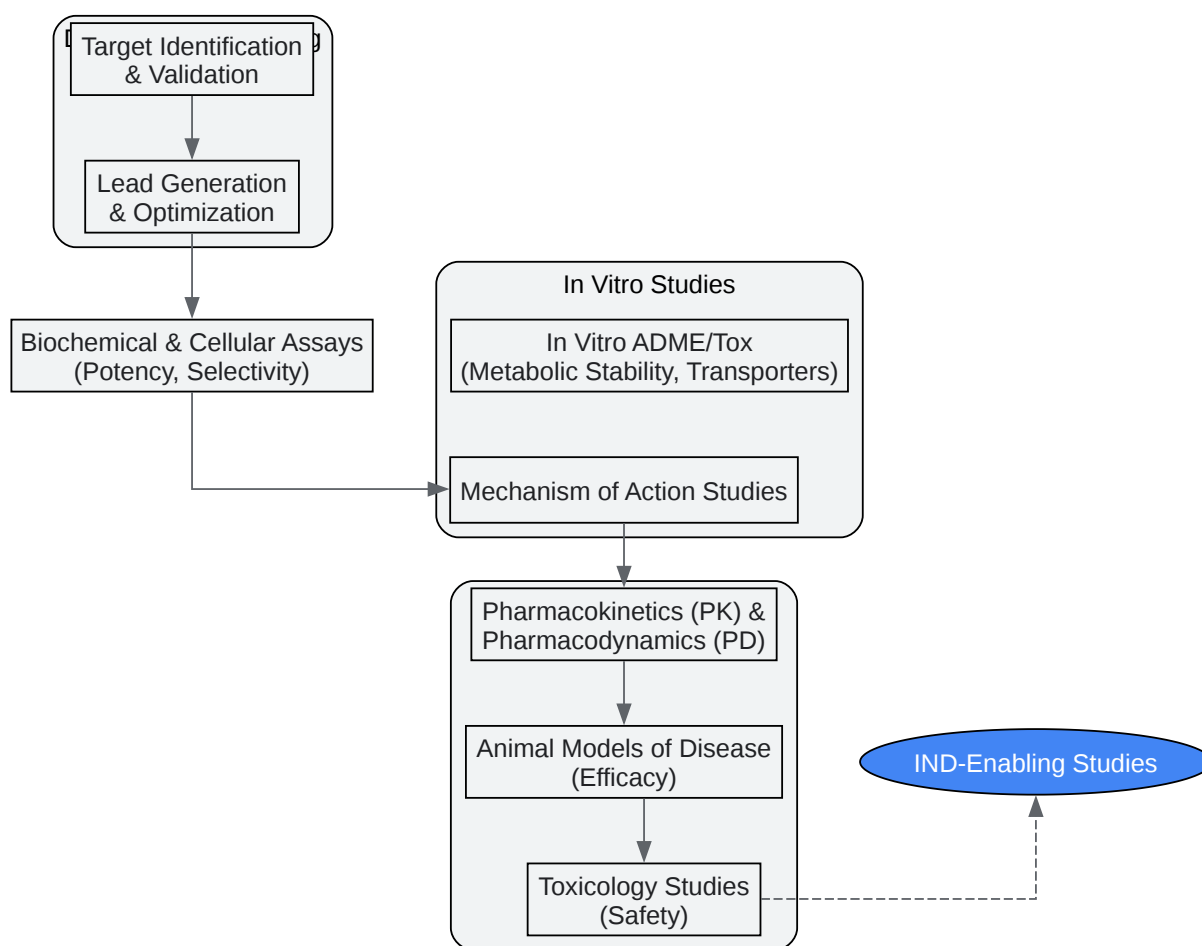 Target Identification
& Validation
Lead Generation
& Optimization
Biochemical & Cellular Assays
(Potency, Selectivity)
In Vitro Studies
In Vitro ADME/Tox
(Metabolic Stability, Transporters)
Mechanism of Action Studies
Pharmacokinetics (PK) &
Pharmacodynamics (PD)
Animal Models of Disease
(Efficacy)
Toxicology Studies
(Safety)
IND-Enabling Studies